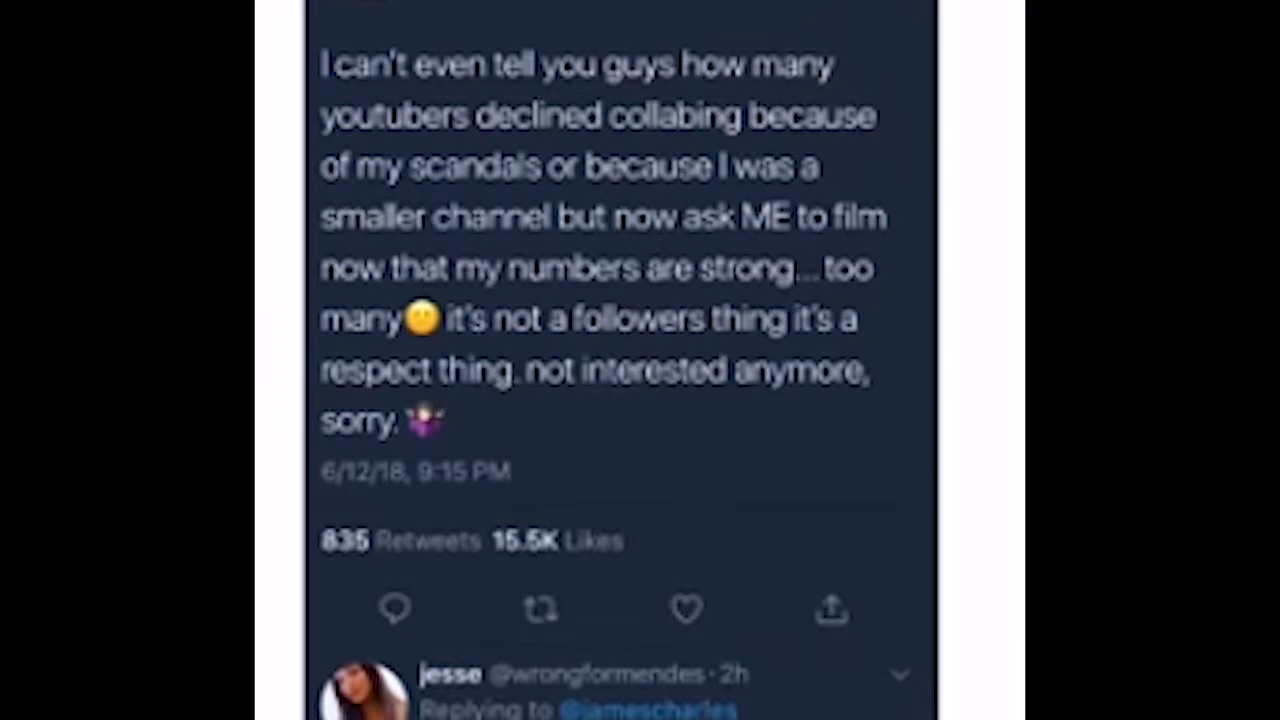 I can't even tell you guys how many
youtubers declined collabing because
of my scandals or because I was a
smaller channel but now ask ME to film
now that my numbers are strong... too
many😶 it's not a followers thing it's a
respect thing. not interested anymore,
sorry. 🤷🏻‍♀️
6/12/18, 9:15 PM
835 Retweets 15.5K Likes
jesse @wrongformendes · 2h
Replying to @jamescharles